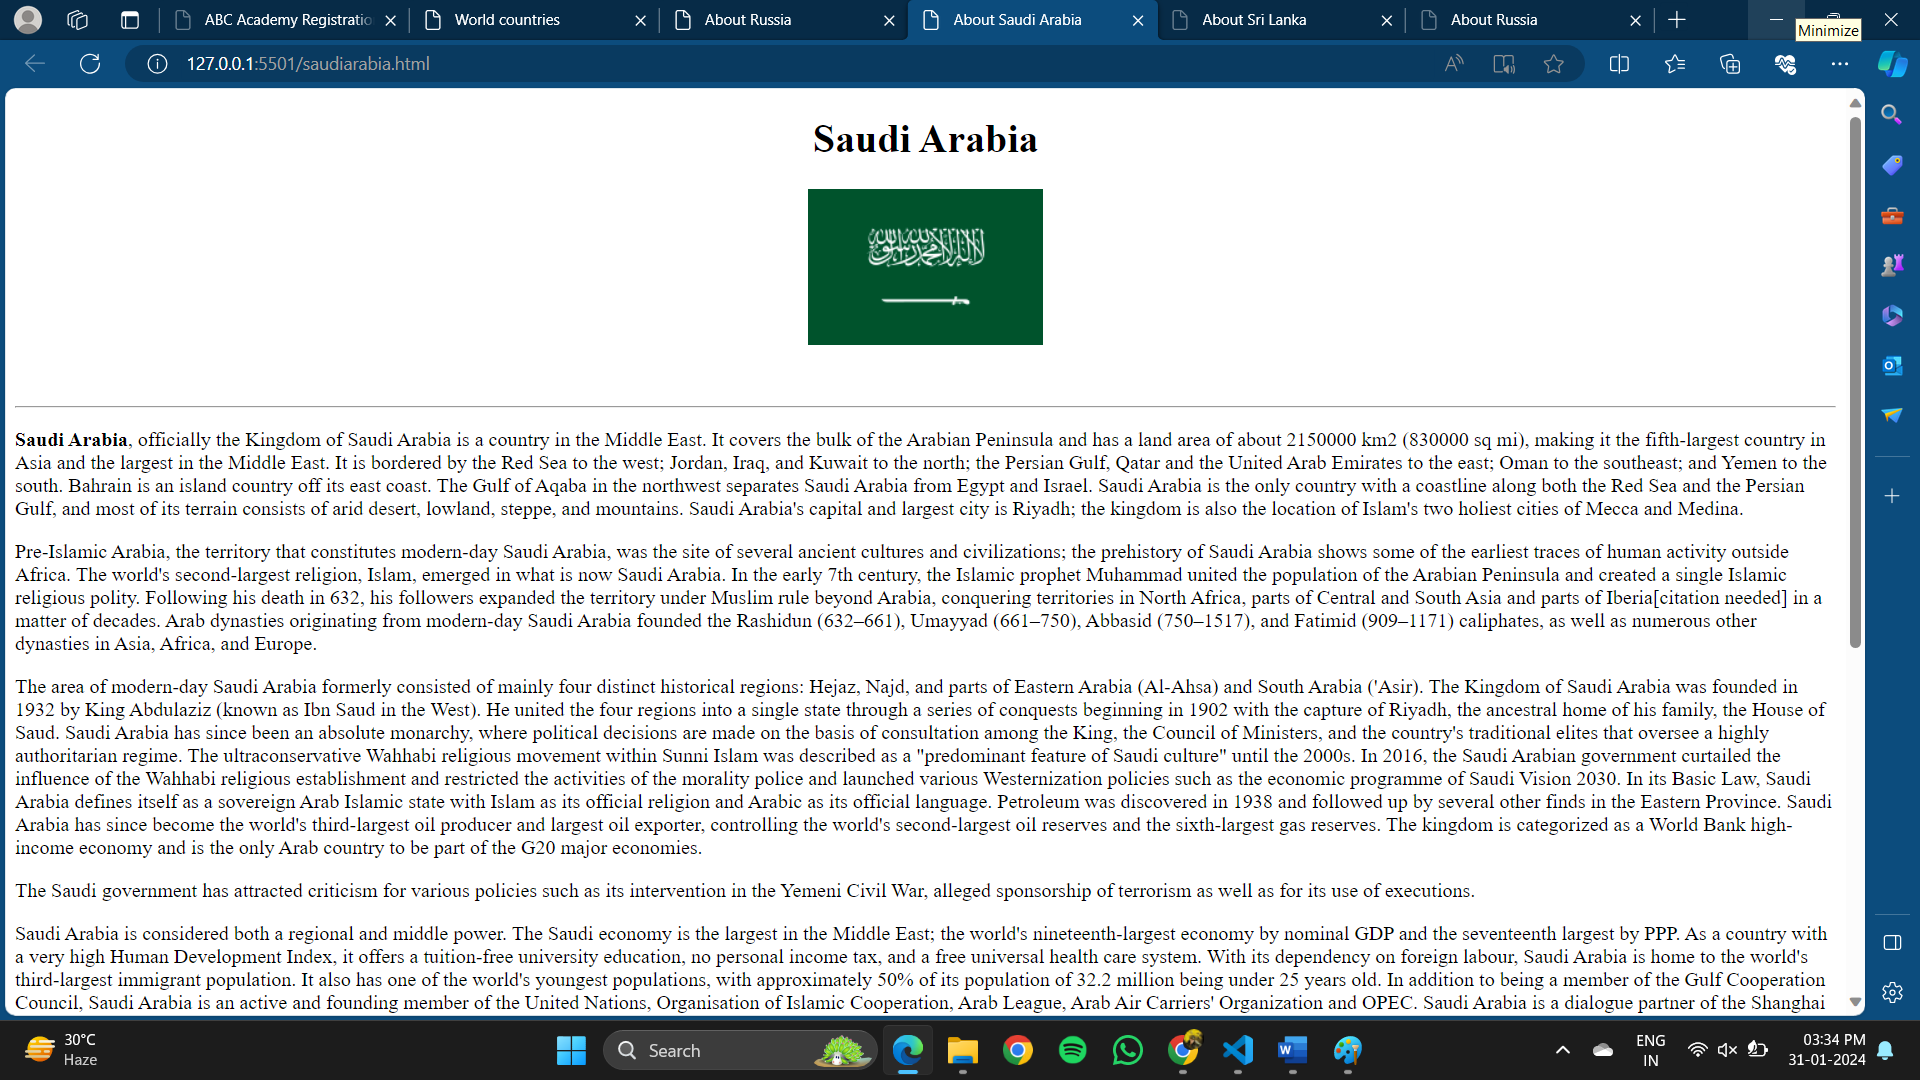 ABC Academy Registratio
World countries
About Russia
About Saudi Arabia
About Sri Lanka
About Russia
Minimize
127.0.0.1:5501/saudiarabia.html
Saudi Arabia
لا إله إلا الله محمد رسول الله
Saudi Arabia, officially the Kingdom of Saudi Arabia is a country in the Middle East. It covers the bulk of the Arabian Peninsula and has a land area of about 2150000 km2 (830000 sq mi), making it the fifth-largest country in
Asia and the largest in the Middle East. It is bordered by the Red Sea to the west; Jordan, Iraq, and Kuwait to the north; the Persian Gulf, Qatar and the United Arab Emirates to the east; Oman to the southeast; and Yemen to the
south. Bahrain is an island country off its east coast. The Gulf of Aqaba in the northwest separates Saudi Arabia from Egypt and Israel. Saudi Arabia is the only country with a coastline along both the Red Sea and the Persian
Gulf, and most of its terrain consists of arid desert, lowland, steppe, and mountains. Saudi Arabia's capital and largest city is Riyadh; the kingdom is also the location of Islam's two holiest cities of Mecca and Medina.
Pre-Islamic Arabia, the territory that constitutes modern-day Saudi Arabia, was the site of several ancient cultures and civilizations; the prehistory of Saudi Arabia shows some of the earliest traces of human activity outside
Africa. The world's second-largest religion, Islam, emerged in what is now Saudi Arabia. In the early 7th century, the Islamic prophet Muhammad united the population of the Arabian Peninsula and created a single Islamic
religious polity. Following his death in 632, his followers expanded the territory under Muslim rule beyond Arabia, conquering territories in North Africa, parts of Central and South Asia and parts of Iberia[citation needed] in a
matter of decades. Arab dynasties originating from modern-day Saudi Arabia founded the Rashidun (632–661), Umayyad (661–750), Abbasid (750–1517), and Fatimid (909–1171) caliphates, as well as numerous other
dynasties in Asia, Africa, and Europe.
The area of modern-day Saudi Arabia formerly consisted of mainly four distinct historical regions: Hejaz, Najd, and parts of Eastern Arabia (Al-Ahsa) and South Arabia ('Asir). The Kingdom of Saudi Arabia was founded in
1932 by King Abdulaziz (known as Ibn Saud in the West). He united the four regions into a single state through a series of conquests beginning in 1902 with the capture of Riyadh, the ancestral home of his family, the House of
Saud. Saudi Arabia has since been an absolute monarchy, where political decisions are made on the basis of consultation among the King, the Council of Ministers, and the country's traditional elites that oversee a highly
authoritarian regime. The ultraconservative Wahhabi religious movement within Sunni Islam was described as a "predominant feature of Saudi culture" until the 2000s. In 2016, the Saudi Arabian government curtailed the
influence of the Wahhabi religious establishment and restricted the activities of the morality police and launched various Westernization policies such as the economic programme of Saudi Vision 2030. In its Basic Law, Saudi
Arabia defines itself as a sovereign Arab Islamic state with Islam as its official religion and Arabic as its official language. Petroleum was discovered in 1938 and followed up by several other finds in the Eastern Province. Saudi
Arabia has since become the world's third-largest oil producer and largest oil exporter, controlling the world's second-largest oil reserves and the sixth-largest gas reserves. The kingdom is categorized as a World Bank high-
income economy and is the only Arab country to be part of the G20 major economies.
The Saudi government has attracted criticism for various policies such as its intervention in the Yemeni Civil War, alleged sponsorship of terrorism as well as for its use of executions.
Saudi Arabia is considered both a regional and middle power. The Saudi economy is the largest in the Middle East; the world's nineteenth-largest economy by nominal GDP and the seventeenth largest by PPP. As a country with
a very high Human Development Index, it offers a tuition-free university education, no personal income tax, and a free universal health care system. With its dependency on foreign labour, Saudi Arabia is home to the world's
third-largest immigrant population. It also has one of the world's youngest populations, with approximately 50% of its population of 32.2 million being under 25 years old. In addition to being a member of the Gulf Cooperation
Council, Saudi Arabia is an active and founding member of the United Nations, Organisation of Islamic Cooperation, Arab League, Arab Air Carriers' Organization and OPEC. Saudi Arabia is a dialogue partner of the Shanghai
30°C
Haze
Search
ENG
IN
03:34 PM
31-01-2024